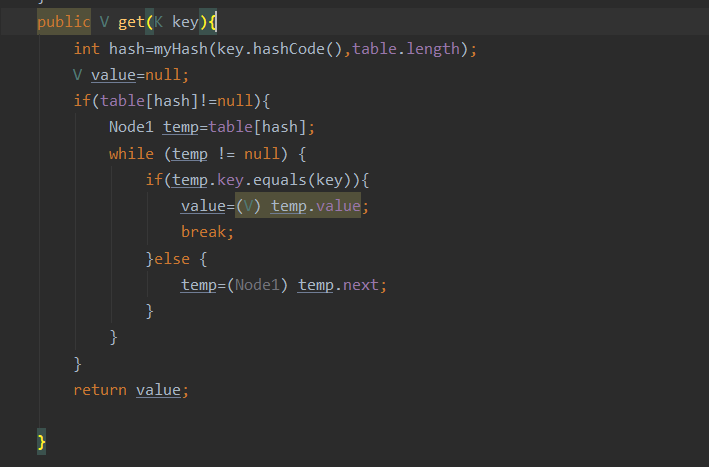 public V get(K key){
int hash=myHash(key.hashCode(),table.length);
V value=null;
if(table[hash]!=null){
Node1 temp=table[hash];
while (temp != null) {
if(temp.key.equals(key)){
value=(V) temp.value;
break;
}else {
temp=(Node1) temp.next;
}
}
}
return value;
}